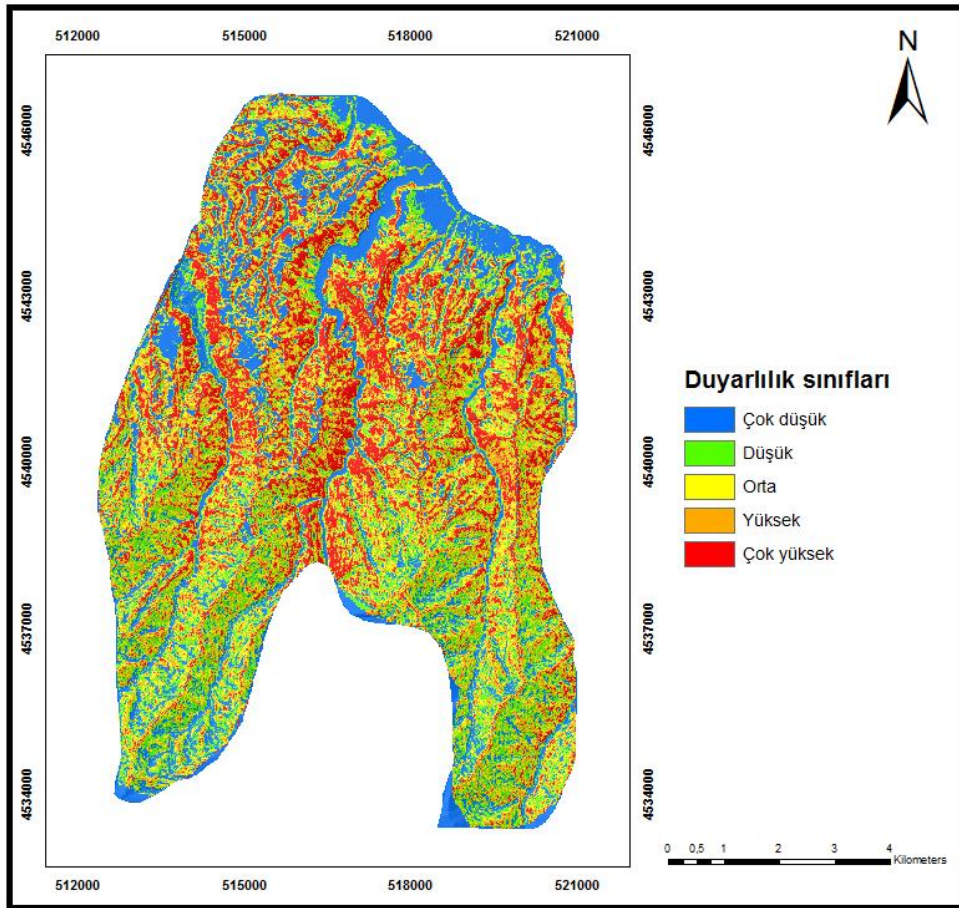 512000 515000 518000 521000
N
4546000 4546000
4543000 4543000
Duyarlılık sınıfları
Çok düşük
Düşük
Orta
Yüksek
Çok yüksek
4540000 4540000
4537000 4537000
4534000 4534000
0 0,5 1 2 3 4
Kilometers
512000 515000 518000 521000